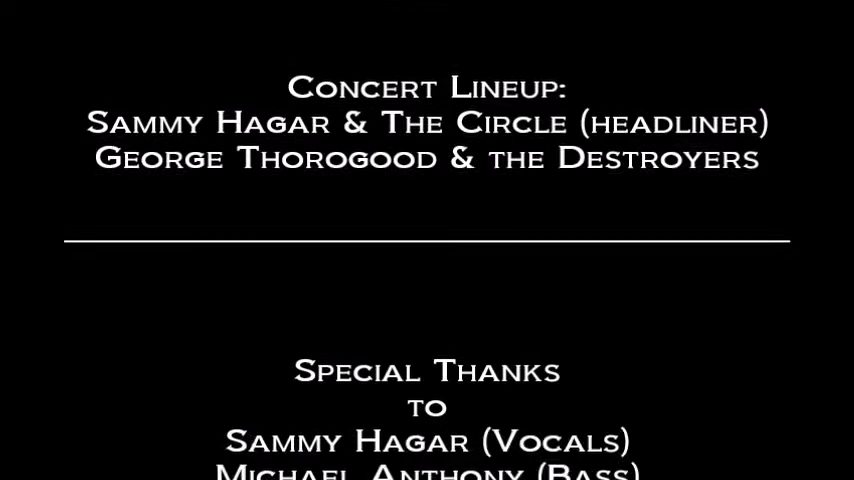 Concert Lineup:
Sammy Hagar & The Circle (headliner)
George Thorogood & the Destroyers
Special Thanks
to
Sammy Hagar (Vocals)
Michael Anthony (Bass)